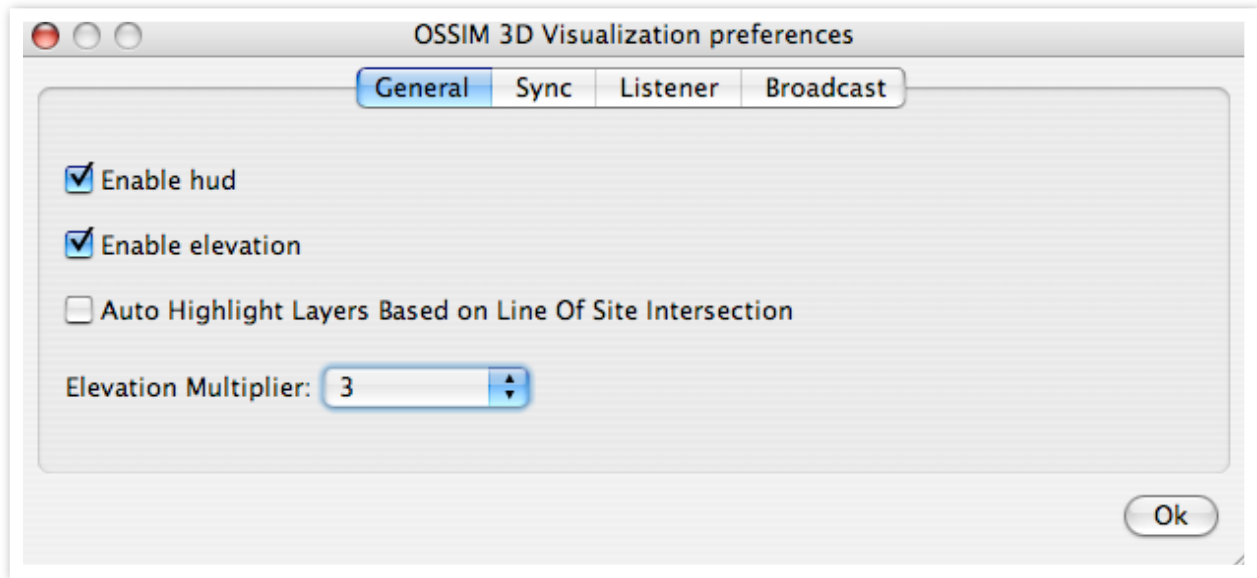 OSSIM 3D Visualization preferences
General Sync Listener Broadcast
Enable hud
Enable elevation
Auto Highlight Layers Based on Line Of Site Intersection
Elevation Multiplier: 3
Ok